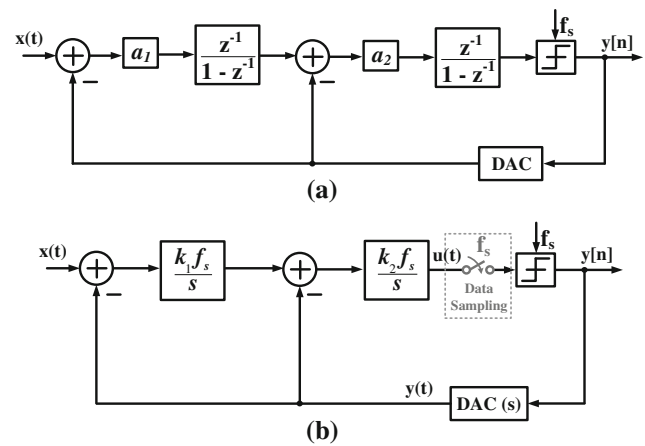 x(t)
a₁
z⁻¹
1 - z⁻¹
a₂
z⁻¹
1 - z⁻¹
fₛ
y[n]
DAC
(a)
x(t)
k₁fₛ
s
k₂fₛ
s
u(t)
fₛ
Data
Sampling
fₛ
y[n]
y(t)
DAC (s)
(b)